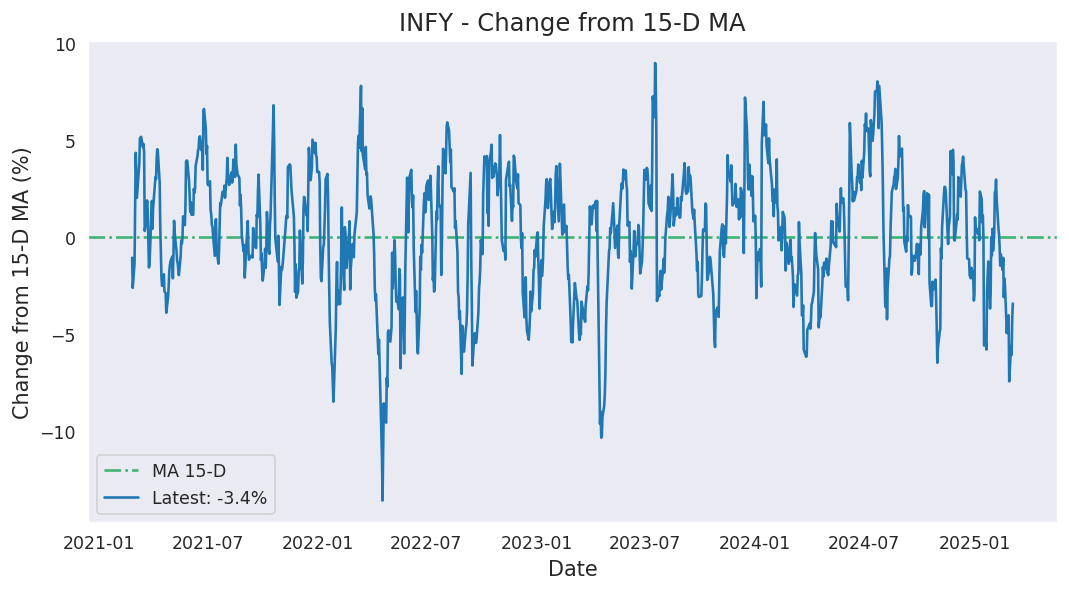 INFY - Change from 15-D MA
Change from 15-D MA (%)
10
5
0
−5
−10
MA 15-D
Latest: -3.4%
2021-01 2021-07 2022-01 2022-07 2023-01 2023-07 2024-01 2024-07 2025-01
Date